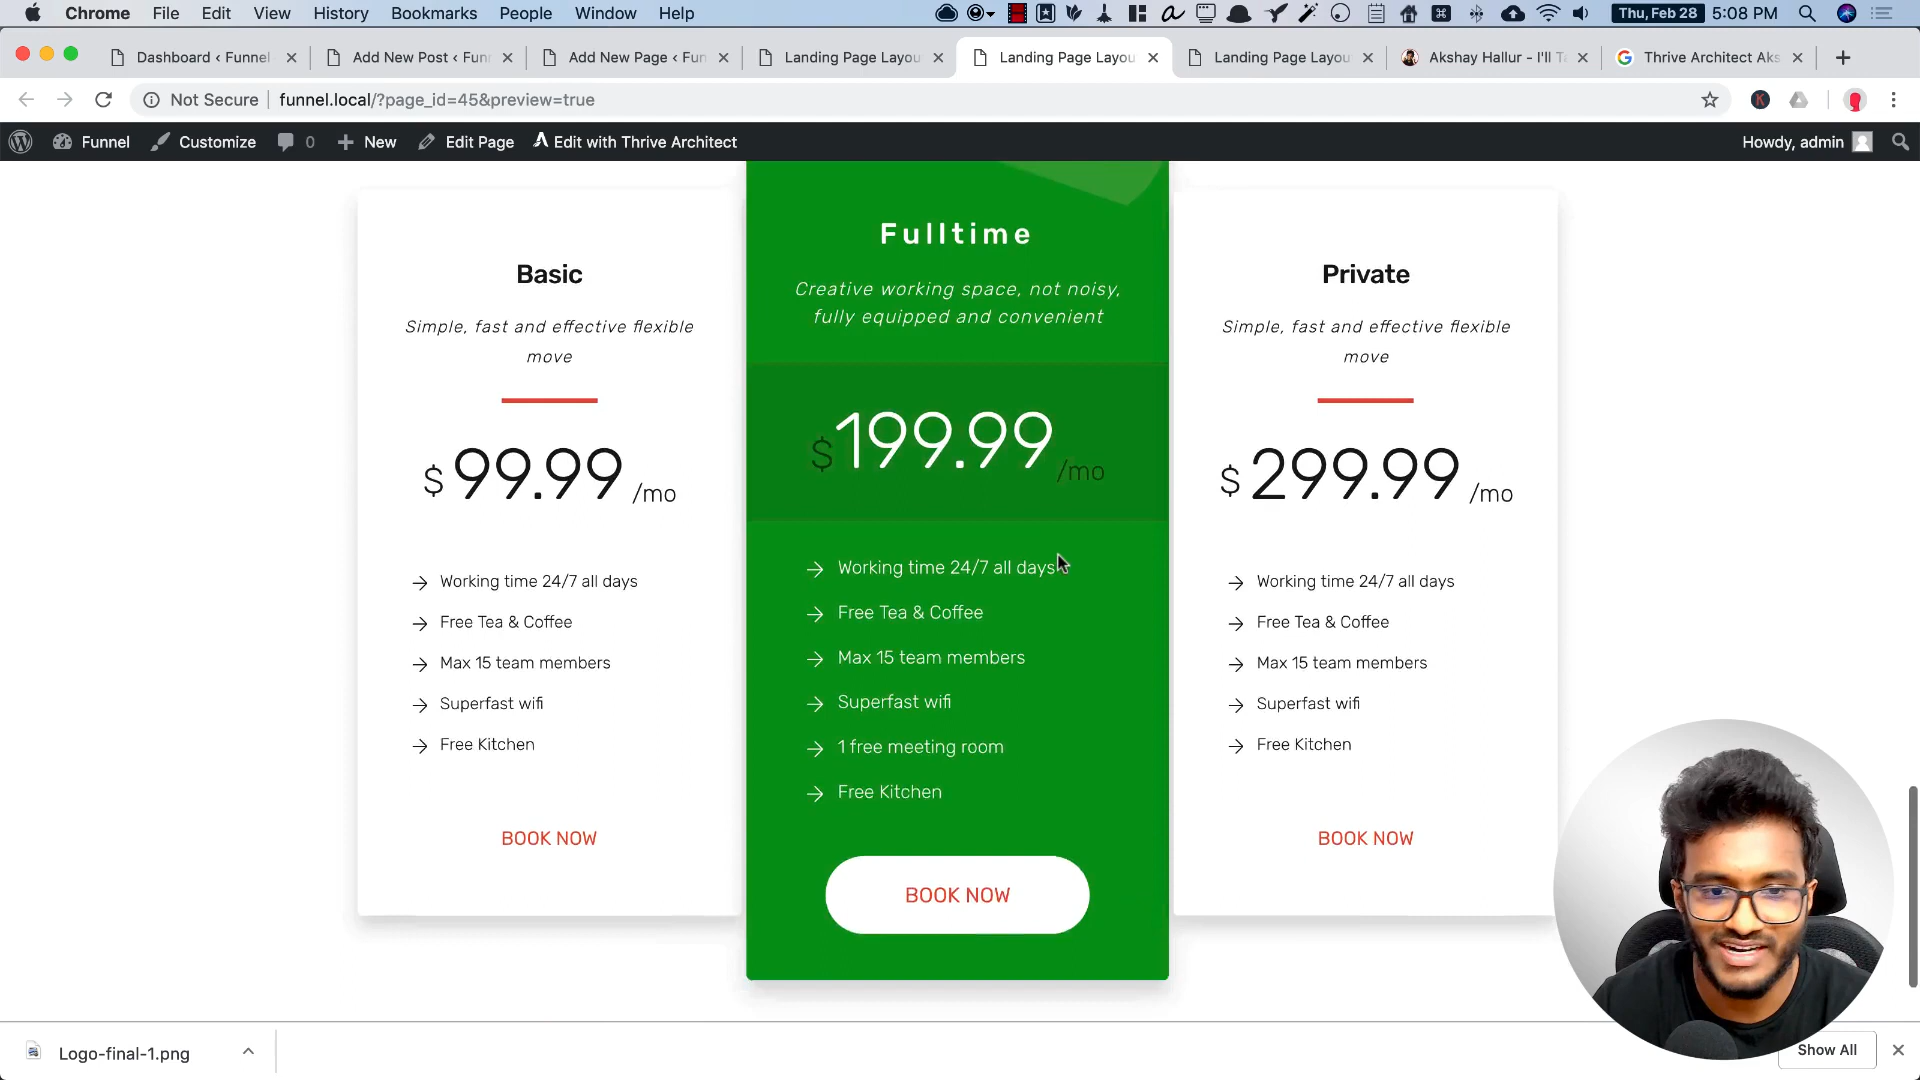 Chrome File Edit View History Bookmarks People Window Help Thu, Feb 28 5:08 PM
Dashboard ‹ Funnel Add New Post ‹ Funn Add New Page ‹ Fun Landing Page Layou Landing Page Layou Landing Page Layou Akshay Hallur - I'll T Thrive Architect Aks
Not Secure funnel.local/?page_id=45&preview=true
Funnel Customize 0 New Edit Page Edit with Thrive Architect Howdy, admin
Basic
Simple, fast and effective flexible
move
$ 99.99 /mo
Working time 24/7 all days
Free Tea & Coffee
Max 15 team members
Superfast wifi
Free Kitchen
BOOK NOW
Fulltime
Creative working space, not noisy,
fully equipped and convenient
$ 199.99 /mo
Working time 24/7 all days
Free Tea & Coffee
Max 15 team members
Superfast wifi
1 free meeting room
Free Kitchen
BOOK NOW
Private
Simple, fast and effective flexible
move
$ 299.99 /mo
Working time 24/7 all days
Free Tea & Coffee
Max 15 team members
Superfast wifi
Free Kitchen
BOOK NOW
Logo-final-1.png
Show All